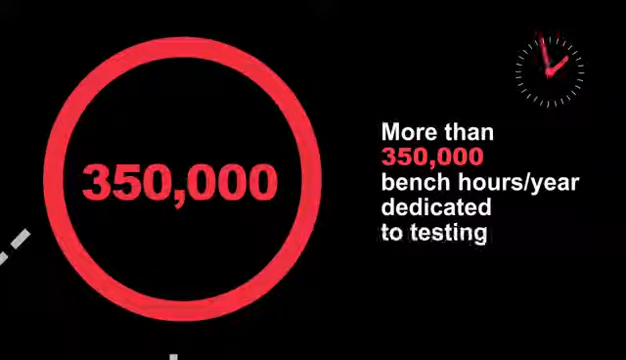 350,000
More than
350,000
bench hours/year
dedicated
to testing